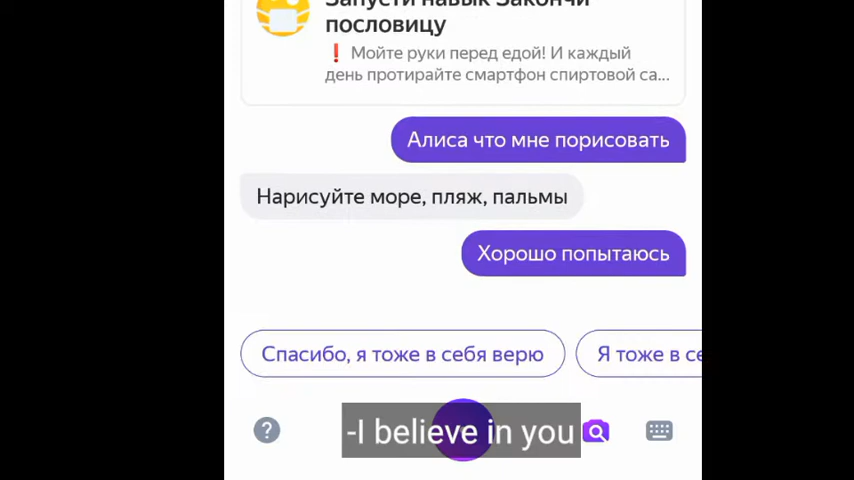 Запусти навык Закончи
пословицу
❗ Мойте руки перед едой! И каждый
день протирайте смартфон спиртовой са...
Алиса что мне порисовать
Нарисуйте море, пляж, пальмы
Хорошо попытаюсь
Спасибо, я тоже в себя верю
Я тоже в се
-I believe in you